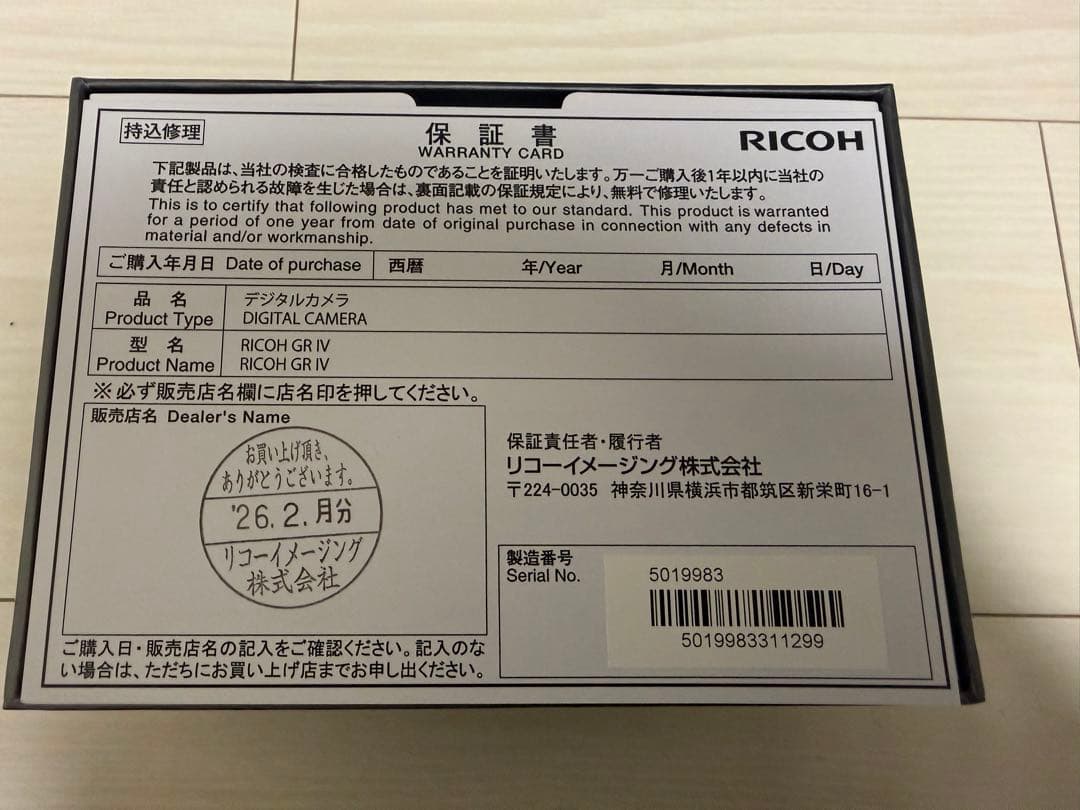 持込修理
保証書
WARRANTY CARD
RICOH
下記製品は、当社の検査に合格したものであることを証明いたします。万一ご購入後1年以内に当社の
責任と認められる故障を生じた場合は、裏面記載の保証規定により、無料で修理いたします。
This is to certify that following product has met to our standard. This product is warranted
for a period of one year from date of original purchase in connection with any defects in
material and/or workmanship.
ご購入年月日 Date of purchase 西暦 年/Year 月/Month 日/Day
品名 デジタルカメラ
Product Type DIGITAL CAMERA
型名 RICOH GR IV
Product Name RICOH GR IV
※必ず販売店名欄に店名印を押してください。
販売店名 Dealer's Name
お買い上げ頂き、
ありがとうございます。
'26.2.月分
リコーイメージング
株式会社
保証責任者・履行者
リコーイメージング株式会社
〒224-0035 神奈川県横浜市都筑区新栄町16-1
製造番号
Serial No.
5019983
5019983311299
ご購入日・販売店名の記入をご確認ください。記入のな
い場合は、ただちにお買い上げ店までお申し出ください。